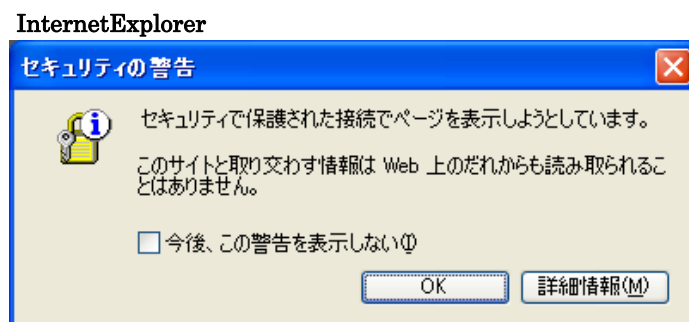 InternetExplorer
セキュリティの警告
セキュリティで保護された接続でページを表示しようとしています。
このサイトと取り交わす情報は Web 上のだれからも読み取られるこ
とはありません。
今後、この警告を表示しない(I)
OK
詳細情報(M)